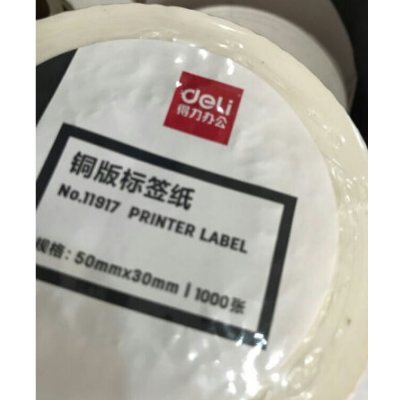 deli
得力办公
铜版标签纸
No.11917 PRINTER LABEL
规格：50mmx30mm | 1000张